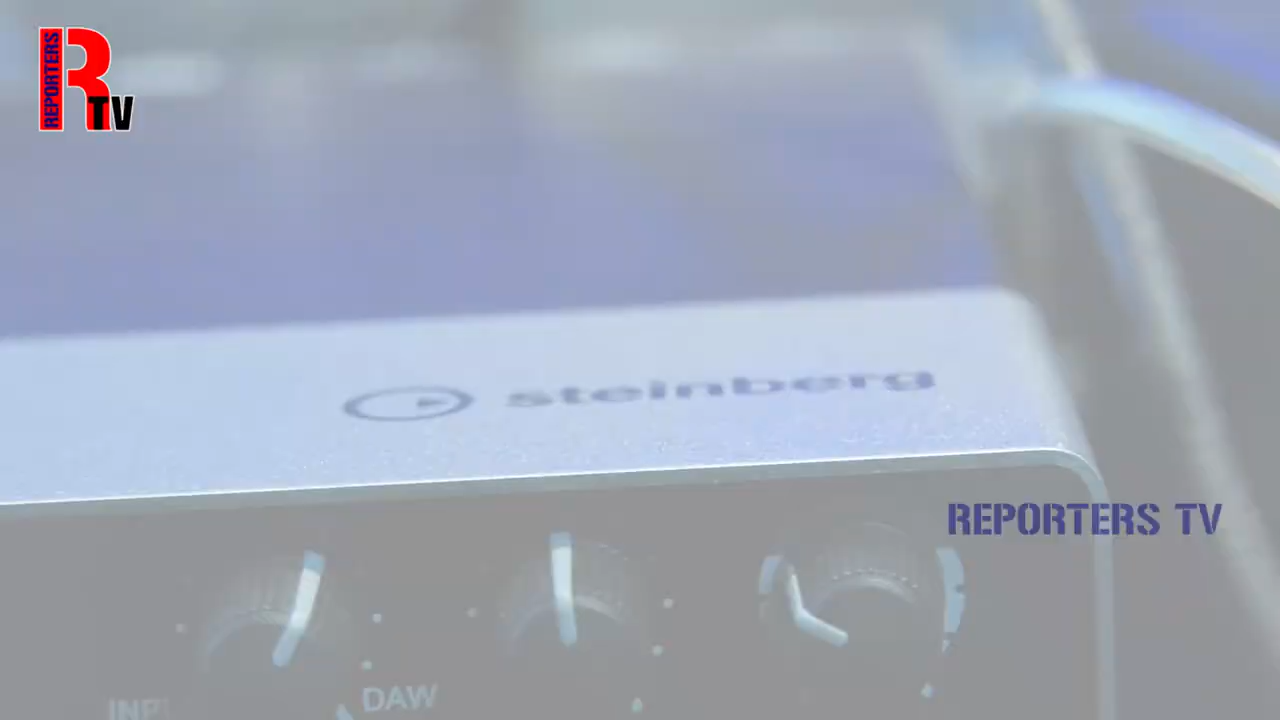 REPORTERS
R
TV
steinberg
REPORTERS TV
DAW